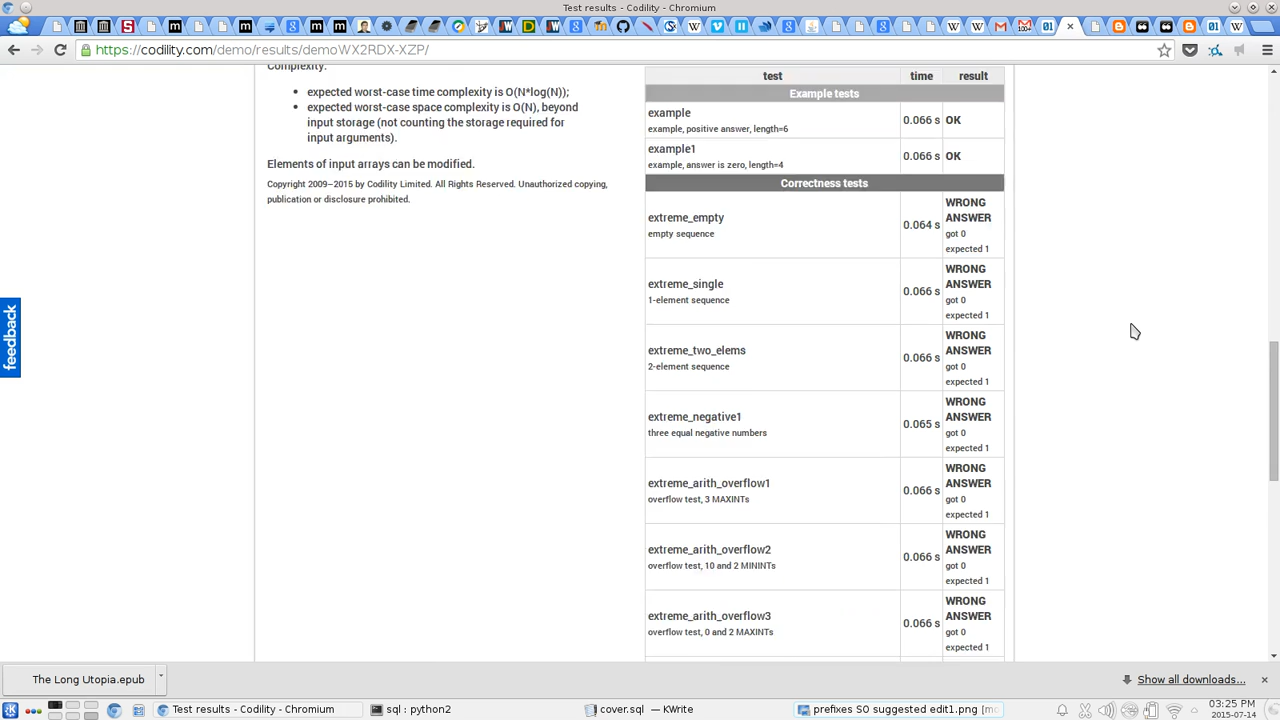 Test results - Codility - Chromium
https://codility.com/demo/results/demoWX2RDX-XZP/
Complexity:
expected worst-case time complexity is O(N*log(N));
expected worst-case space complexity is O(N), beyond
input storage (not counting the storage required for
input arguments).
Elements of input arrays can be modified.
Copyright 2009–2015 by Codility Limited. All Rights Reserved. Unauthorized copying,
publication or disclosure prohibited.
feedback
test time result
Example tests
example
example, positive answer, length=6
0.066 s OK
example1
example, answer is zero, length=4
0.066 s OK
Correctness tests
extreme_empty
empty sequence
0.064 s
WRONG
ANSWER
got 0
expected 1
extreme_single
1-element sequence
0.066 s
WRONG
ANSWER
got 0
expected 1
extreme_two_elems
2-element sequence
0.066 s
WRONG
ANSWER
got 0
expected 1
extreme_negative1
three equal negative numbers
0.065 s
WRONG
ANSWER
got 0
expected 1
extreme_arith_overflow1
overflow test, 3 MAXINTs
0.066 s
WRONG
ANSWER
got 0
expected 1
extreme_arith_overflow2
overflow test, 10 and 2 MININTs
0.066 s
WRONG
ANSWER
got 0
expected 1
extreme_arith_overflow3
overflow test, 0 and 2 MAXINTs
0.066 s
WRONG
ANSWER
got 0
expected 1
The Long Utopia.epub
Show all downloads...
Test results - Codility - Chromium
sql : python2
cover.sql — KWrite
prefixes SO suggested edit1.png
03:25 PM
2015-07-14